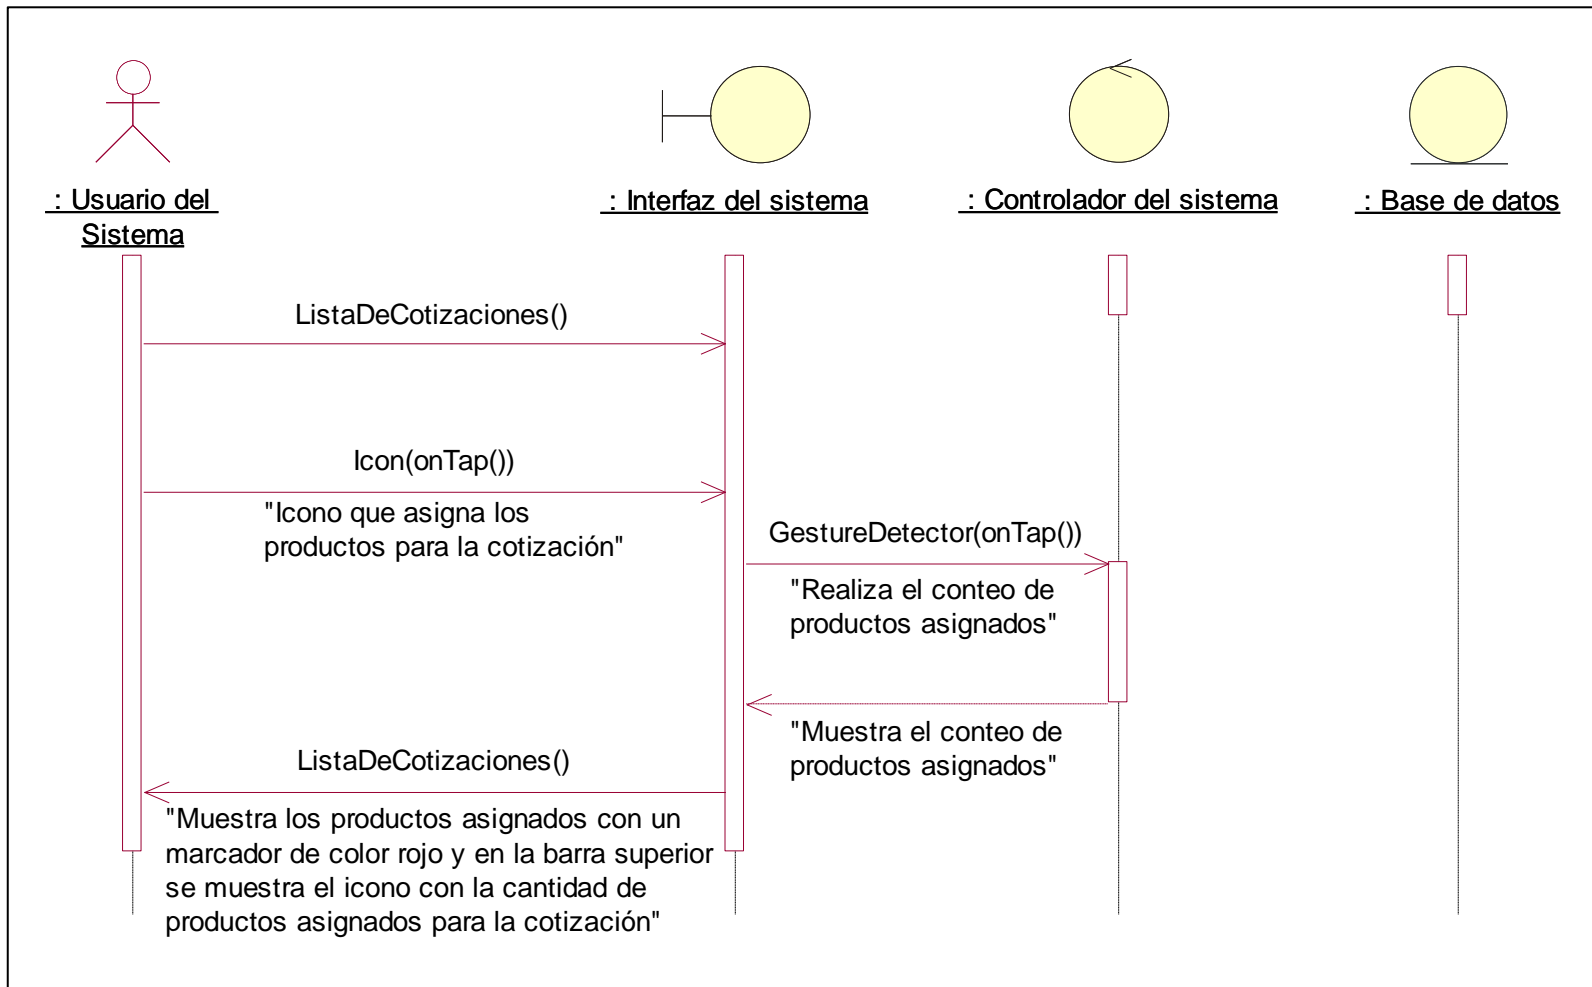 : Usuario del
Sistema
: Interfaz del sistema
: Controlador del sistema
: Base de datos
ListaDeCotizaciones()
Icon(onTap())
"Icono que asigna los
productos para la cotización"
GestureDetector(onTap())
"Realiza el conteo de
productos asignados"
"Muestra el conteo de
productos asignados"
ListaDeCotizaciones()
"Muestra los productos asignados con un
marcador de color rojo y en la barra superior
se muestra el icono con la cantidad de
productos asignados para la cotización"